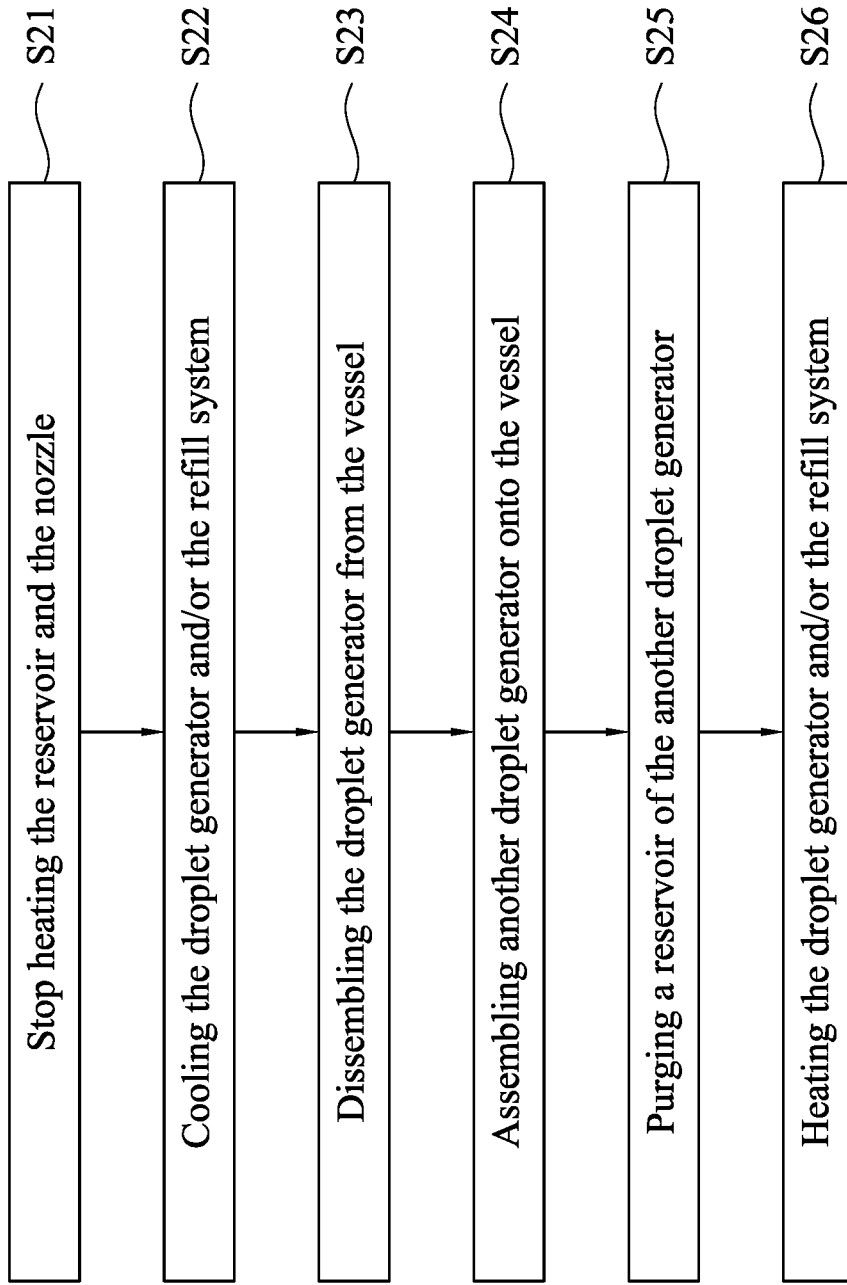 Stop heating the reservoir and the nozzle
S21
Cooling the droplet generator and/or the refill system
S22
Dissembling the droplet generator from the vessel
S23
Assembling another droplet generator onto the vessel
S24
Purging a reservoir of the another droplet generator
S25
Heating the droplet generator and/or the refill system
S26